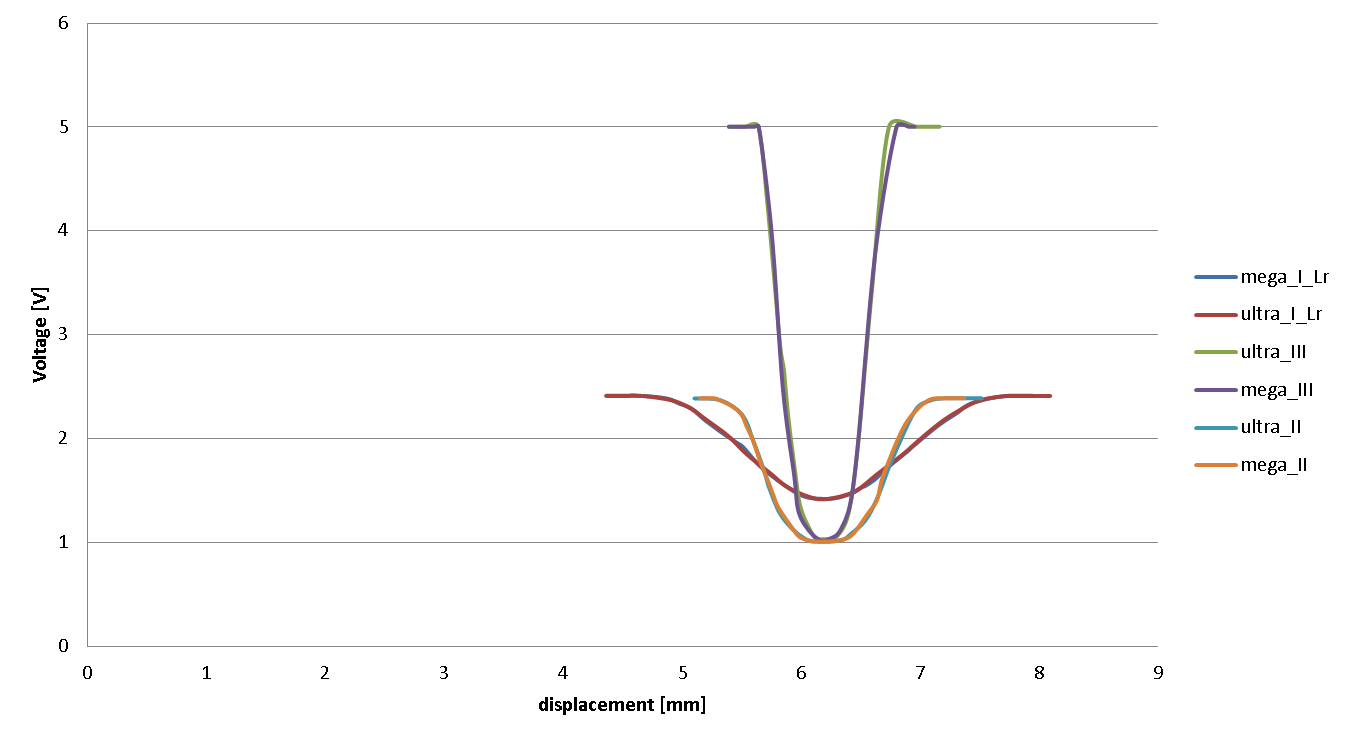 6
5
4
3
2
1
0
Voltage [V]
0 1 2 3 4 5 6 7 8 9
displacement [mm]
mega_I_Lr
ultra_I_Lr
ultra_III
mega_III
ultra_II
mega_II